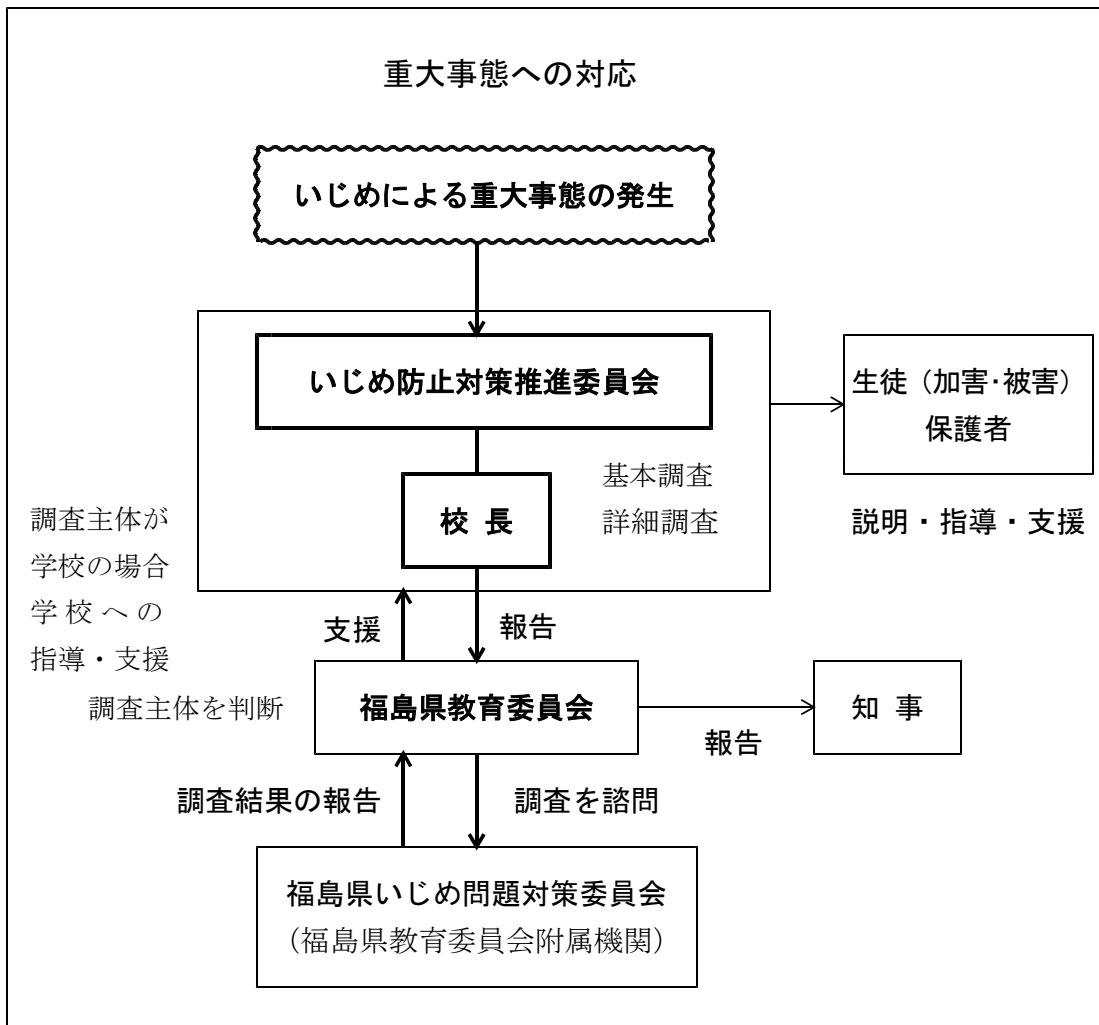 重大事態への対応
いじめによる重大事態の発生
いじめ防止対策推進委員会
生徒（加害・被害）
保護者
基本調査
校 長
詳細調査
説明・指導・支援
調査主体が
学校の場合
学 校 へ の
指導・支援
支援
報告
調査主体を判断
福島県教育委員会
知 事
報告
調査結果の報告
調査を諮問
福島県いじめ問題対策委員会
（福島県教育委員会附属機関）